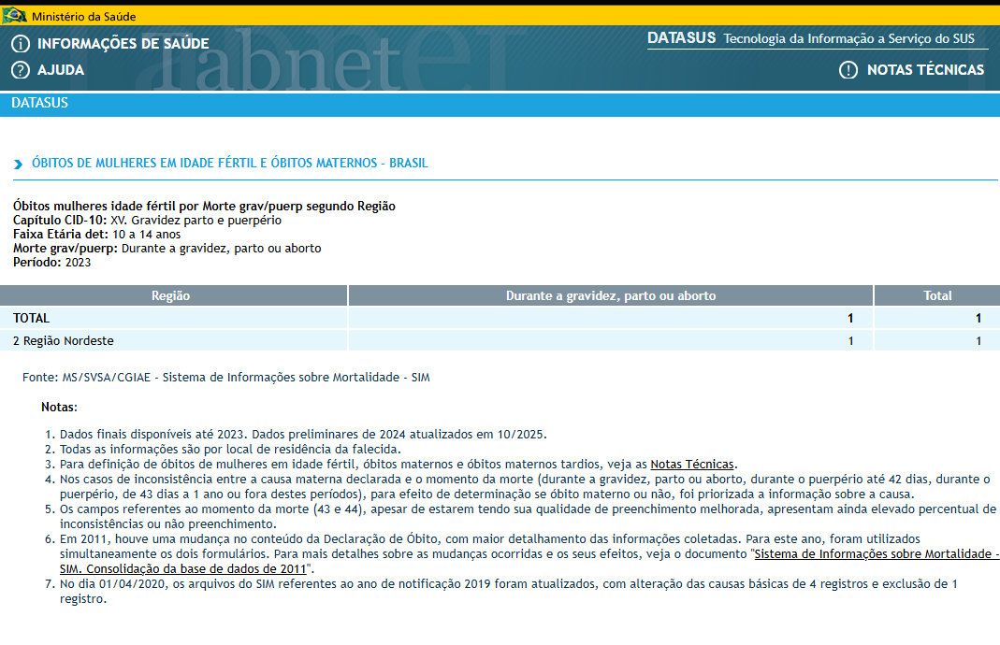 Ministério da Saúde
INFORMAÇÕES DE SAÚDE
DATASUS Tecnologia da Informação a Serviço do SUS
Tabnet
AJUDA
NOTAS TÉCNICAS
DATASUS
ÓBITOS DE MULHERES EM IDADE FÉRTIL E ÓBITOS MATERNOS - BRASIL
Óbitos mulheres idade fértil por Morte grav/puerp segundo Região
Capítulo CID-10: XV. Gravidez parto e puerpério
Faixa Etária det: 10 a 14 anos
Morte grav/puerp: Durante a gravidez, parto ou aborto
Período: 2023
Região Durante a gravidez, parto ou aborto Total
TOTAL 1 1
2 Região Nordeste 1 1
Fonte: MS/SVSA/CGIAE - Sistema de Informações sobre Mortalidade - SIM
Notas:
1. Dados finais disponíveis até 2023. Dados preliminares de 2024 atualizados em 10/2025.
2. Todas as informações são por local de residência da falecida.
3. Para definição de óbitos de mulheres em idade fértil, óbitos maternos e óbitos maternos tardios, veja as Notas Técnicas.
4. Nos casos de inconsistência entre a causa materna declarada e o momento da morte (durante a gravidez, parto ou aborto, durante o puerpério até 42 dias, durante o
puerpério, de 43 dias a 1 ano ou fora destes períodos), para efeito de determinação se óbito materno ou não, foi priorizada a informação sobre a causa.
5. Os campos referentes ao momento da morte (43 e 44), apesar de estarem tendo sua qualidade de preenchimento melhorada, apresentam ainda elevado percentual de
inconsistências ou não preenchimento.
6. Em 2011, houve uma mudança no conteúdo da Declaração de Óbito, com maior detalhamento das informações coletadas. Para este ano, foram utilizados
simultaneamente os dois formulários. Para mais detalhes sobre as mudanças ocorridas e os seus efeitos, veja o documento "Sistema de Informações sobre Mortalidade -
SIM. Consolidação da base de dados de 2011".
7. No dia 01/04/2020, os arquivos do SIM referentes ao ano de notificação 2019 foram atualizados, com alteração das causas básicas de 4 registros e exclusão de 1
registro.